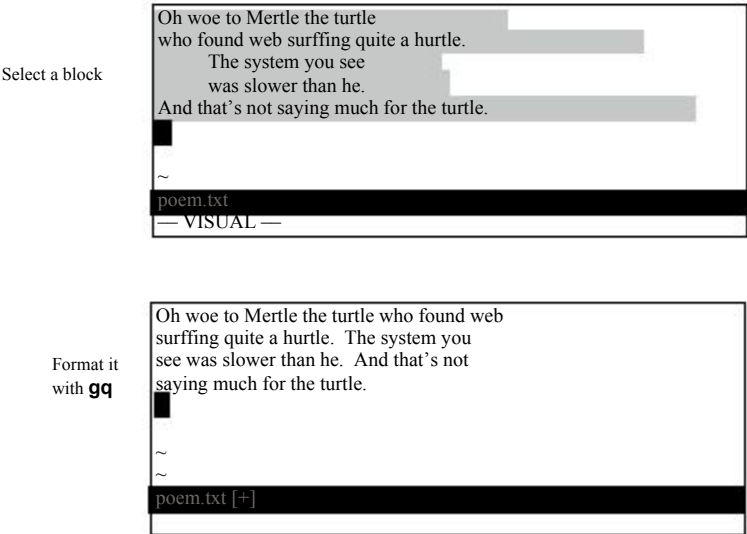 Select a block
Oh woe to Mertle the turtle
who found web surffing quite a hurtle.
The system you see
was slower than he.
And that’s not saying much for the turtle.
~
poem.txt
— VISUAL —
Format it
with gq
Oh woe to Mertle the turtle who found web
surffing quite a hurtle.  The system you
see was slower than he.  And that’s not
saying much for the turtle.
~
~
poem.txt [+]